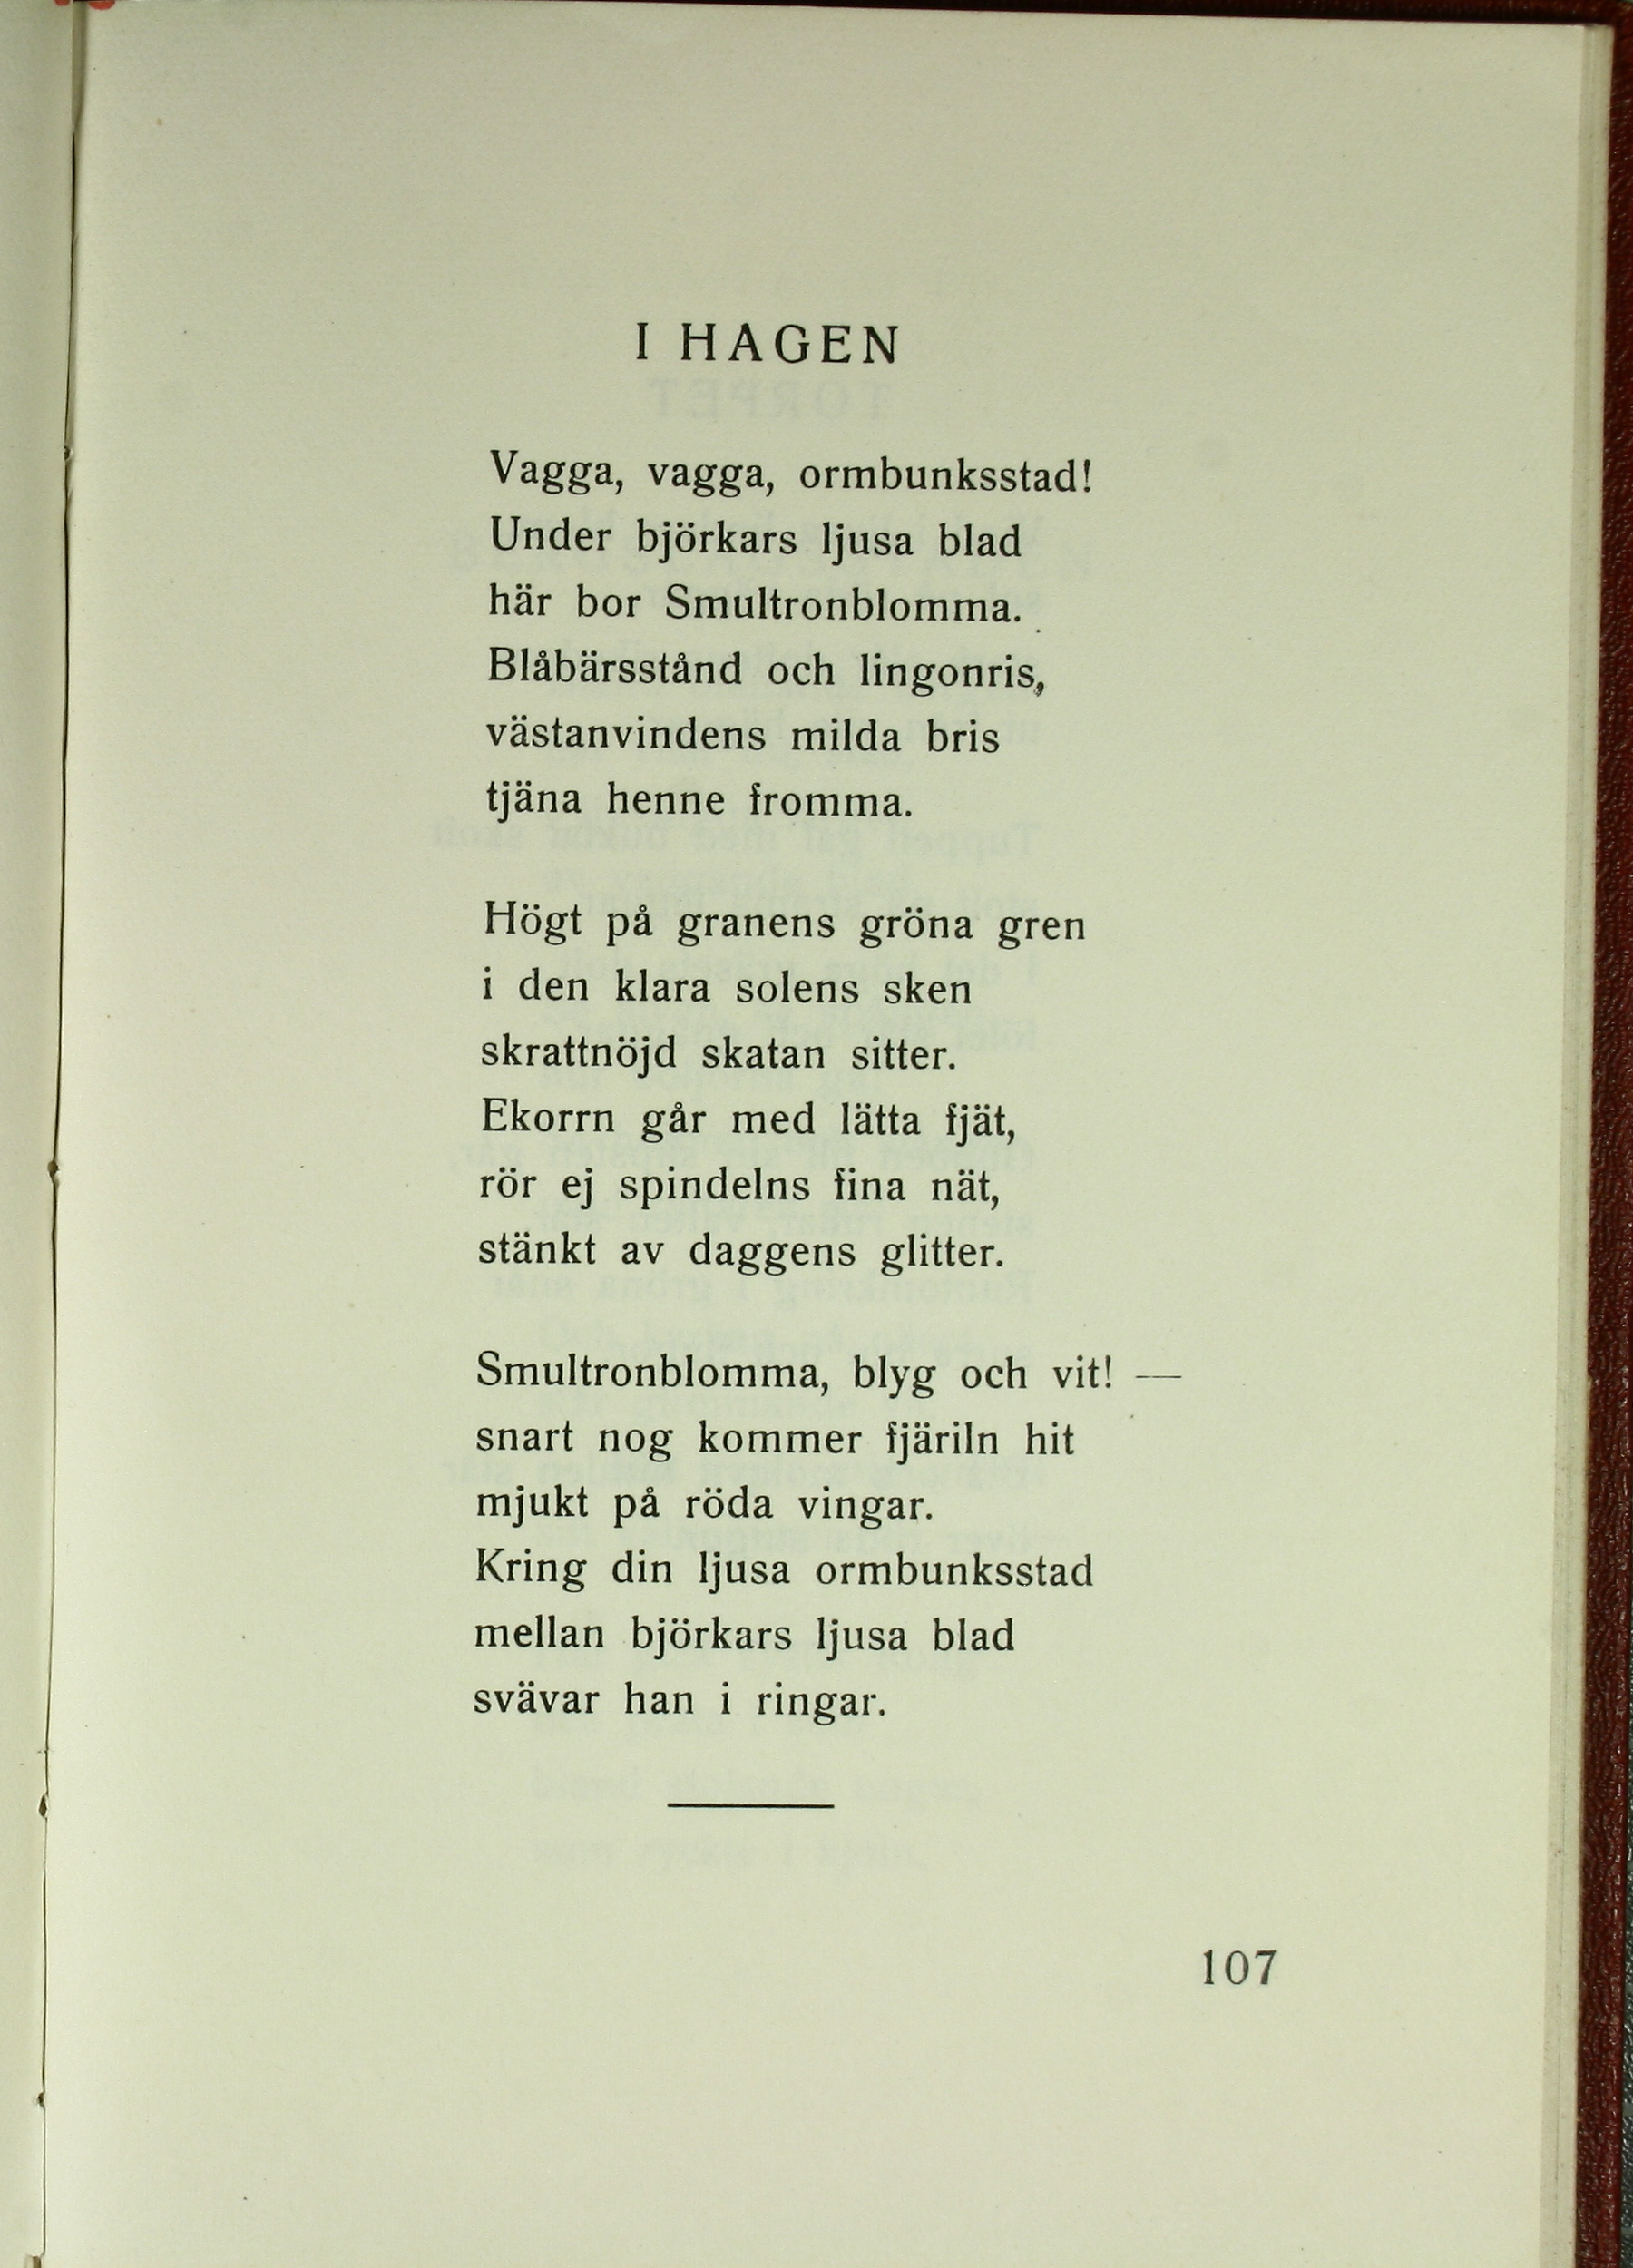 I HAGEN
Vagga, vagga, ormbunksstad!
Under björkars ljusa blad
här bor Smultronblomma.
Blåbärsstånd och lingonris,
västanvindens milda bris
tjäna henne fromma.
Högt på granens gröna gren
i den klara solens sken
skrattnöjd skatan sitter.
Ekorrn går med lätta fjät,
rör ej spindelns fina nät,
stänkt av daggens glitter.
Smultronblomma, blyg och vit! —
snart nog kommer fjäriln hit
mjukt på röda vingar.
Kring din ljusa ormbunksstad
mellan björkars ljusa blad
svävar han i ringar.
107